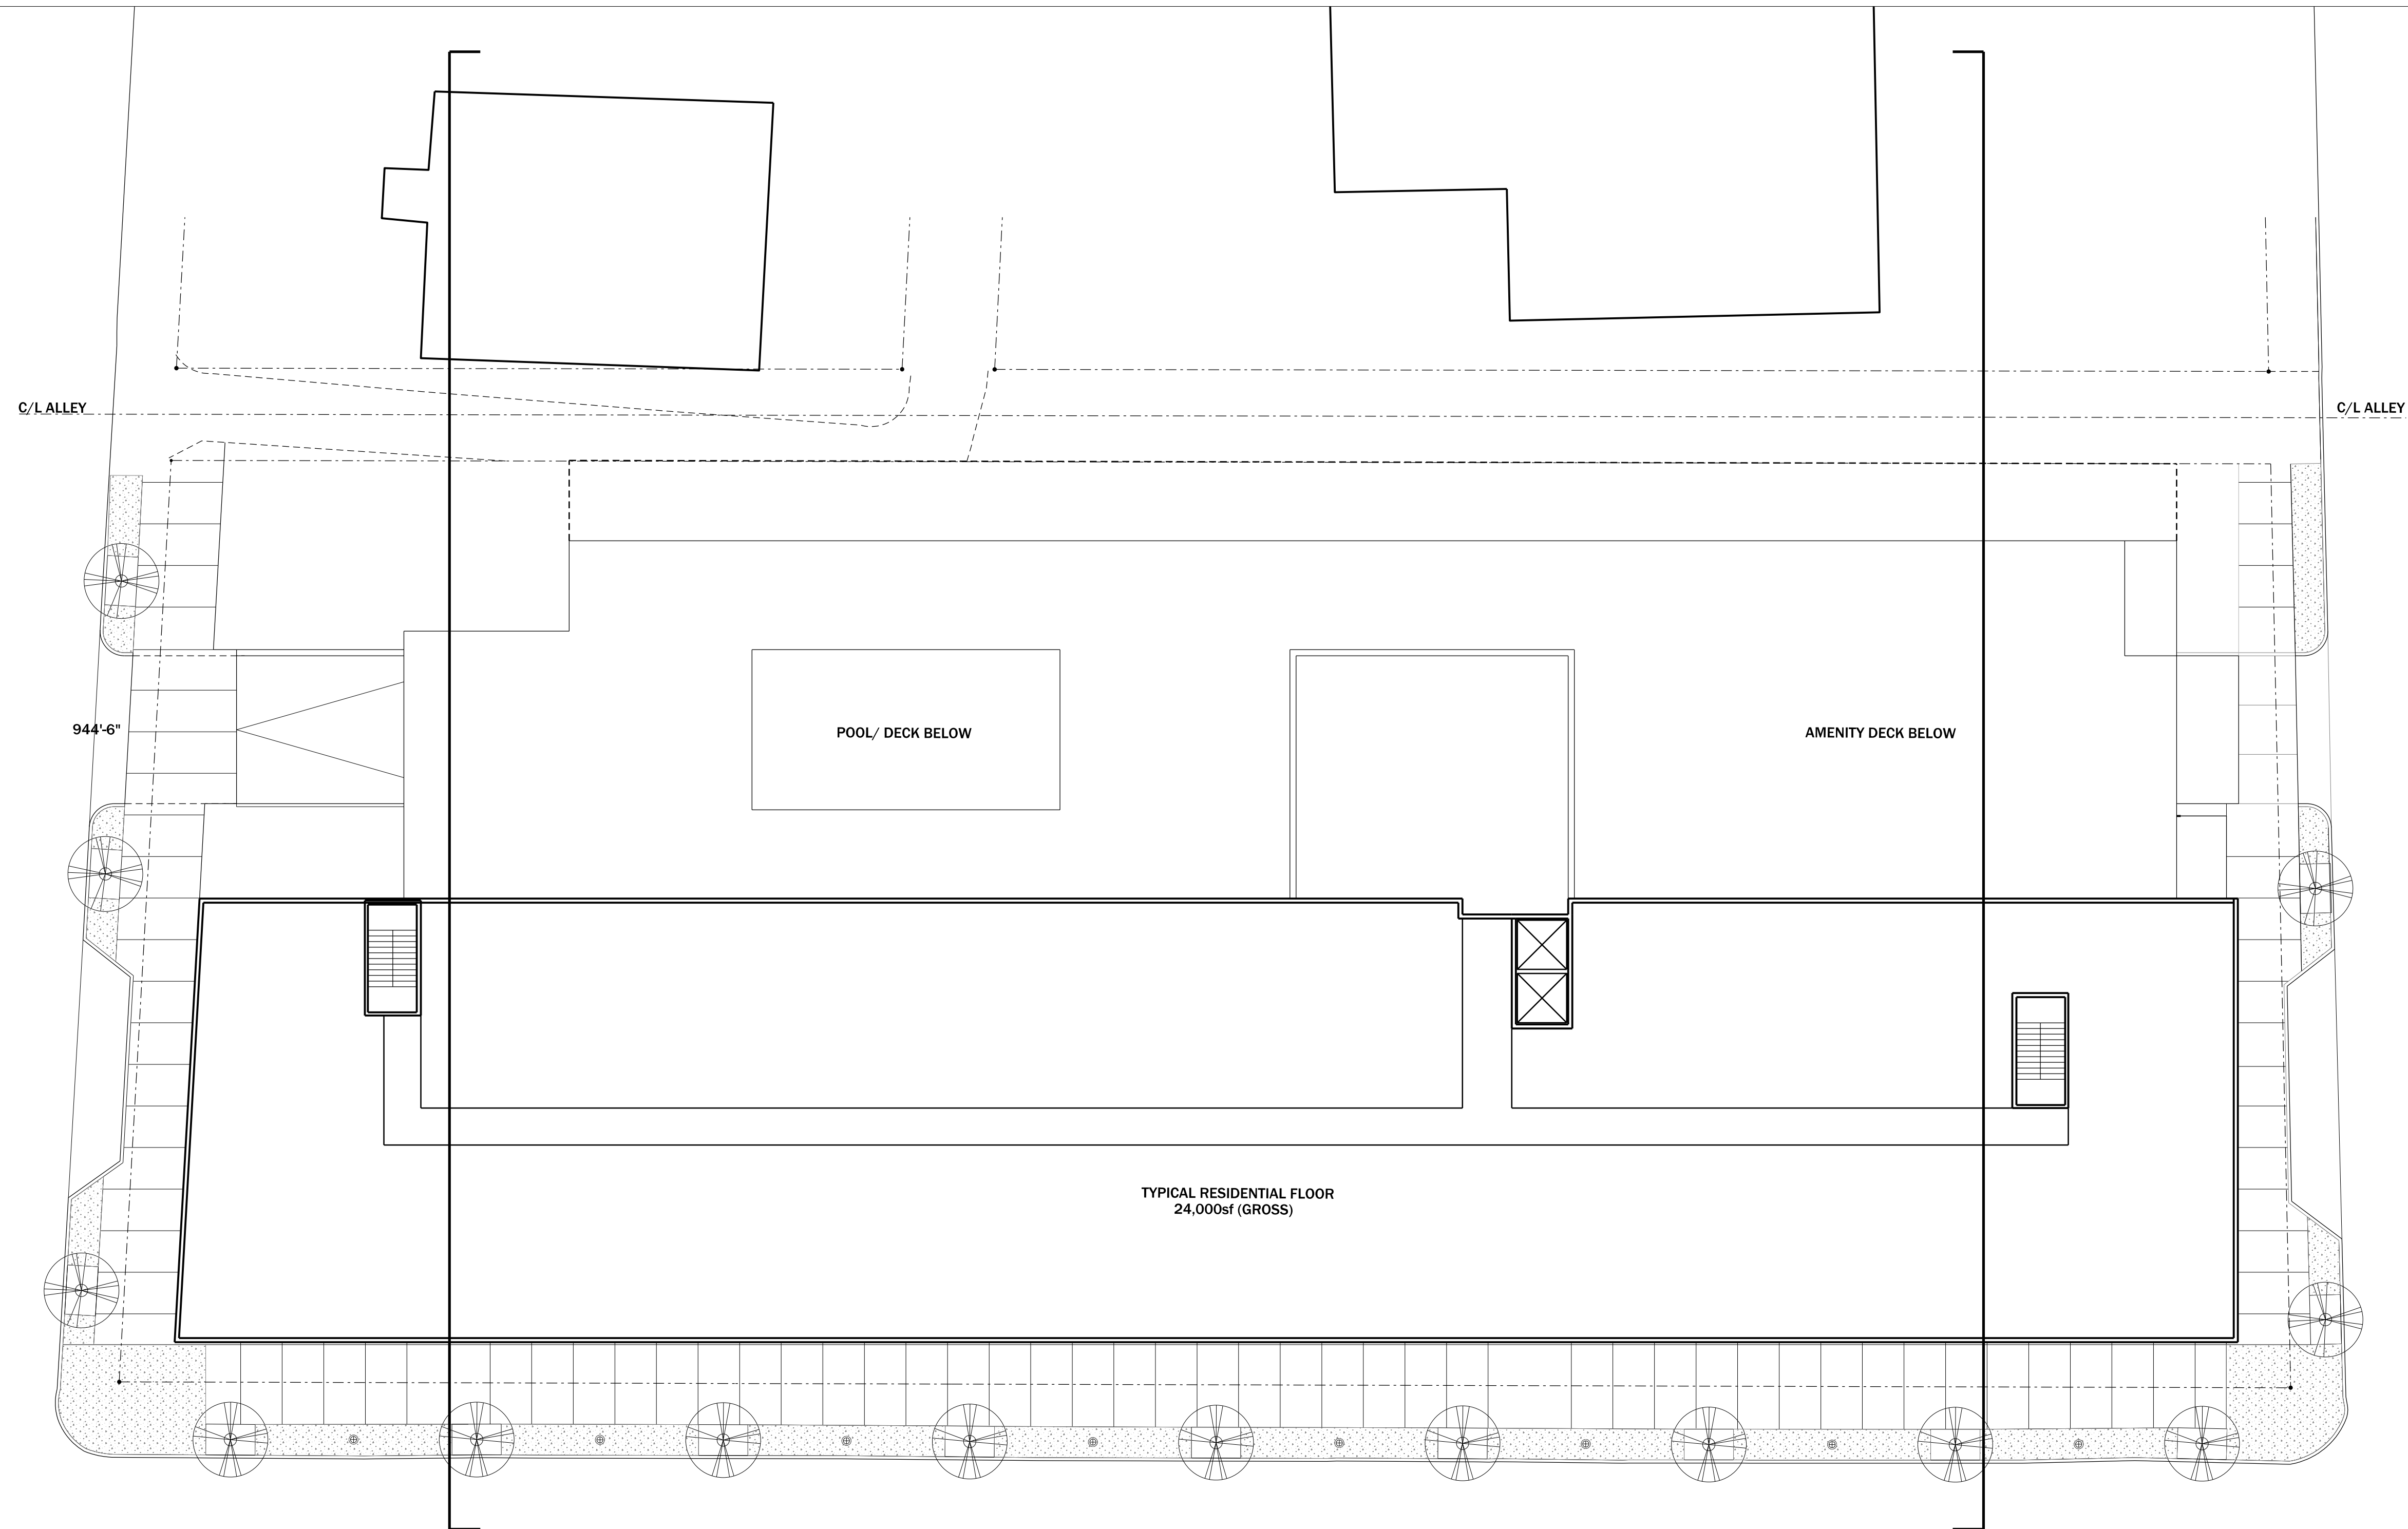 C/L ALLEY
C/L ALLEY
944'-6"
POOL/ DECK BELOW
AMENITY DECK BELOW
TYPICAL RESIDENTIAL FLOOR
24,000sf (GROSS)